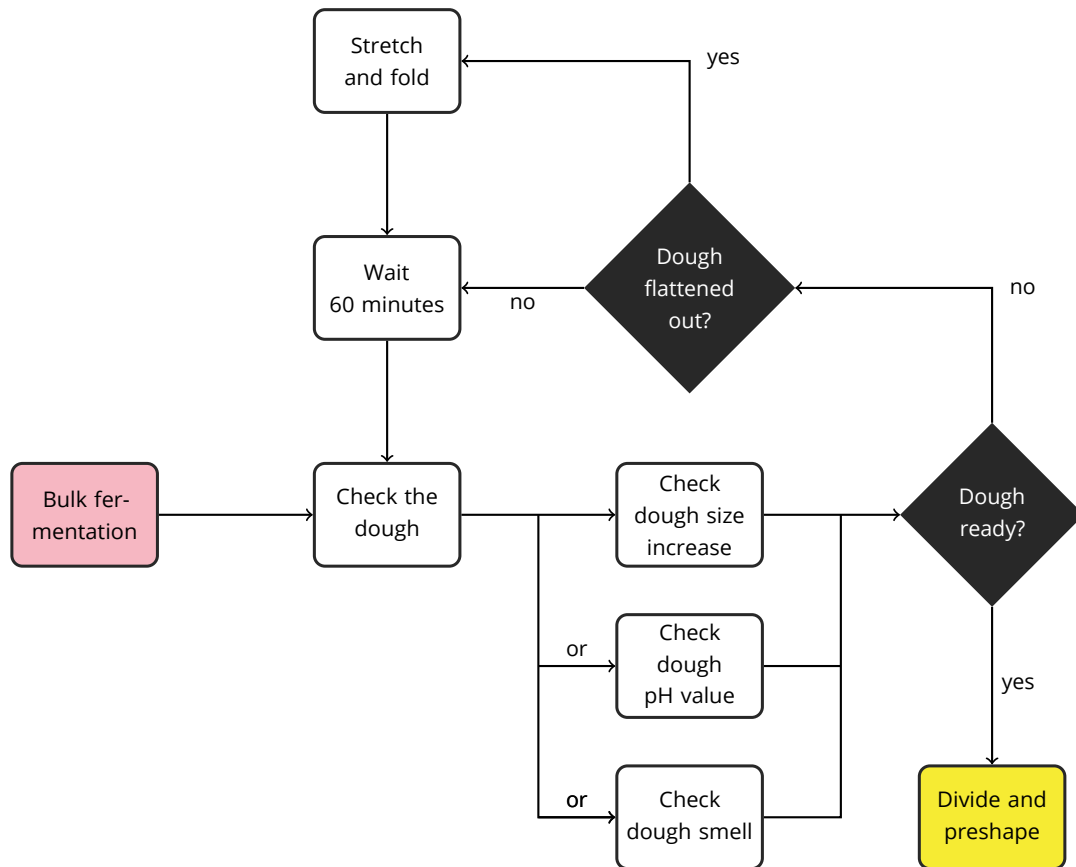 Stretch
and fold
yes
Wait
60 minutes
no
Dough
flattened
out?
no
Bulk fer-
mentation
Check the
dough
Check
dough size
increase
Dough
ready?
or
Check
dough
pH value
yes
or
Check
dough smell
Divide and
preshape